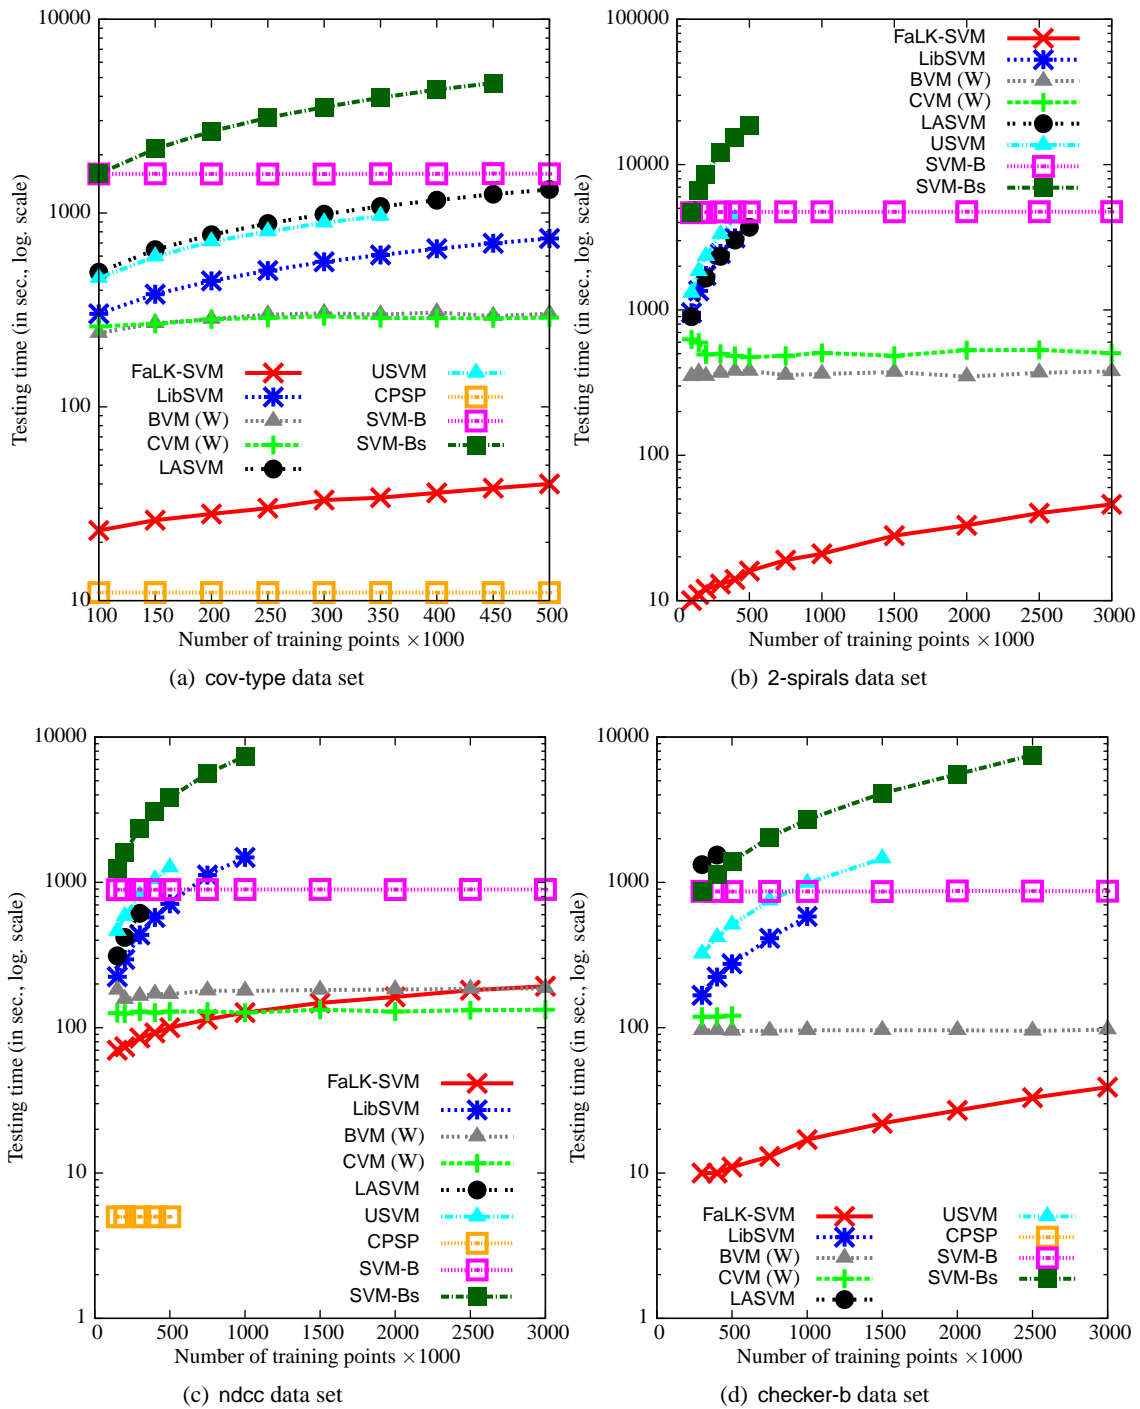 10000
1000
100
10
Testing time (in sec., log. scale)
FaLK-SVM
LibSVM
BVM (W)
CVM (W)
LASVM
USVM
CPSP
SVM-B
SVM-Bs
100 150 200 250 300 350 400 450 500
Number of training points ×1000
(a) cov-type data set
100000
10000
1000
100
10
Testing time (in sec., log. scale)
FaLK-SVM
LibSVM
BVM (W)
CVM (W)
LASVM
USVM
SVM-B
SVM-Bs
0 500 1000 1500 2000 2500 3000
Number of training points ×1000
(b) 2-spirals data set
10000
1000
100
10
1
Testing time (in sec., log. scale)
FaLK-SVM
LibSVM
BVM (W)
CVM (W)
LASVM
USVM
CPSP
SVM-B
SVM-Bs
0 500 1000 1500 2000 2500 3000
Number of training points ×1000
(c) ndcc data set
10000
1000
100
10
1
Testing time (in sec., log. scale)
FaLK-SVM
LibSVM
BVM (W)
CVM (W)
LASVM
USVM
CPSP
SVM-B
SVM-Bs
0 500 1000 1500 2000 2500 3000
Number of training points ×1000
(d) checker-b data set